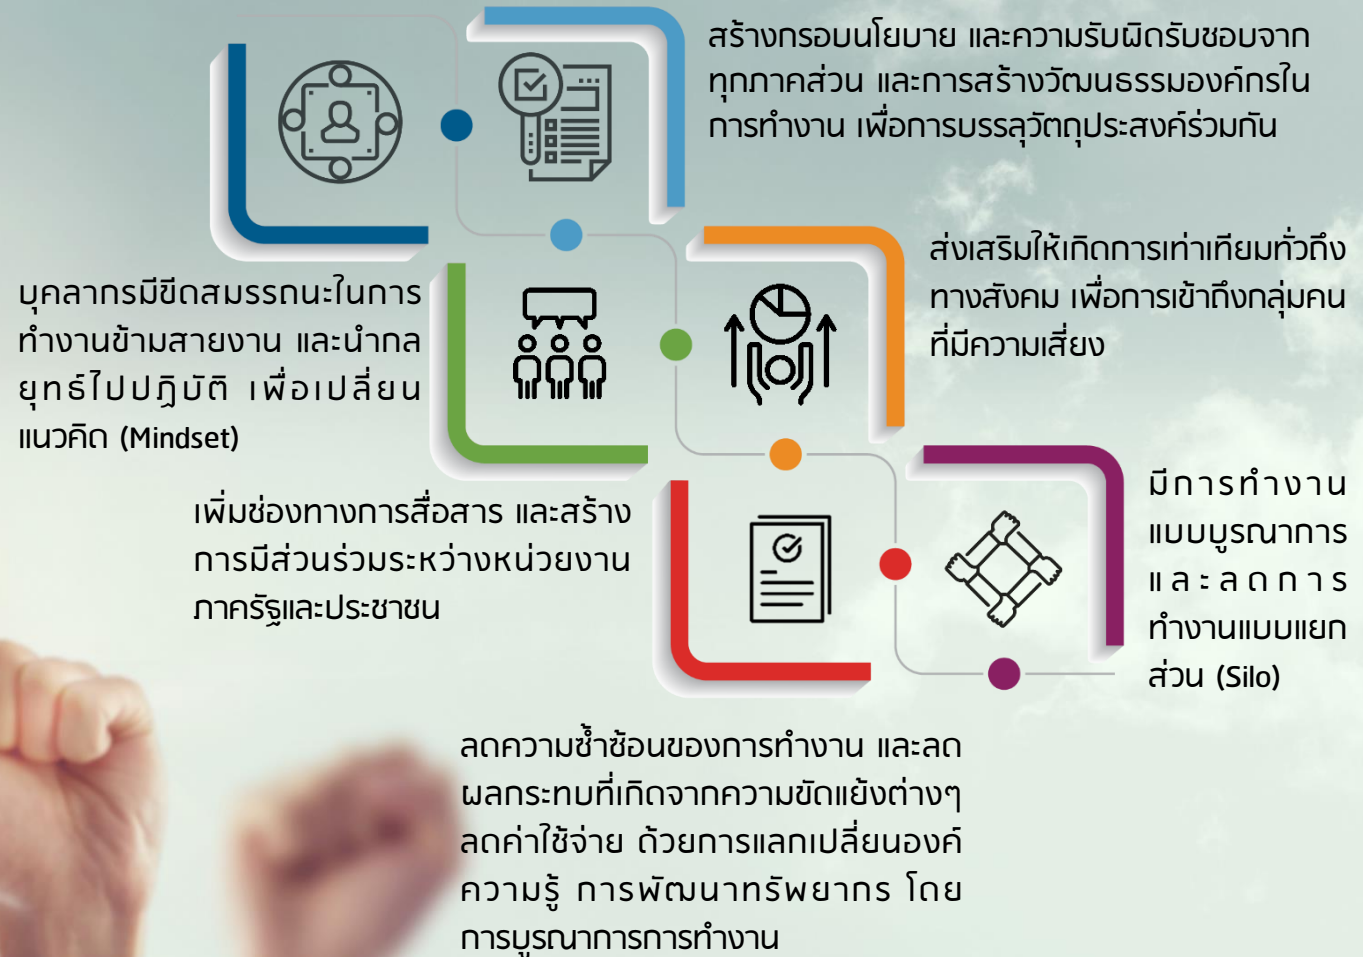 สร้างกรอบนโยบาย และความรับผิดรับชอบจาก
ทุกภาคส่วน และการสร้างวัฒนธรรมองค์กรใน
การทำงาน เพื่อการบรรลุวัตถุประสงค์ร่วมกัน
บุคลากรมีขีดสมรรถนะในการ
ทำงานข้ามสายงาน และนำกล
ยุทธ์ไปปฏิบัติ เพื่อเปลี่ยน
แนวคิด (Mindset)
ส่งเสริมให้เกิดการเท่าเทียมทั่วถึง
ทางสังคม เพื่อการเข้าถึงกลุ่มคน
ที่มีความเสี่ยง
เพิ่มช่องทางการสื่อสาร และสร้าง
การมีส่วนร่วมระหว่างหน่วยงาน
ภาครัฐและประชาชน
มีการทำงาน
แบบบูรณาการ
และลดการ
ทำงานแบบแยก
ส่วน (Silo)
ลดความซ้ำซ้อนของการทำงาน และลด
ผลกระทบที่เกิดจากความขัดแย้งต่างๆ
ลดค่าใช้จ่าย ด้วยการแลกเปลี่ยนองค์
ความรู้ การพัฒนาทรัพยากร โดย
การบูรณาการการทำงาน